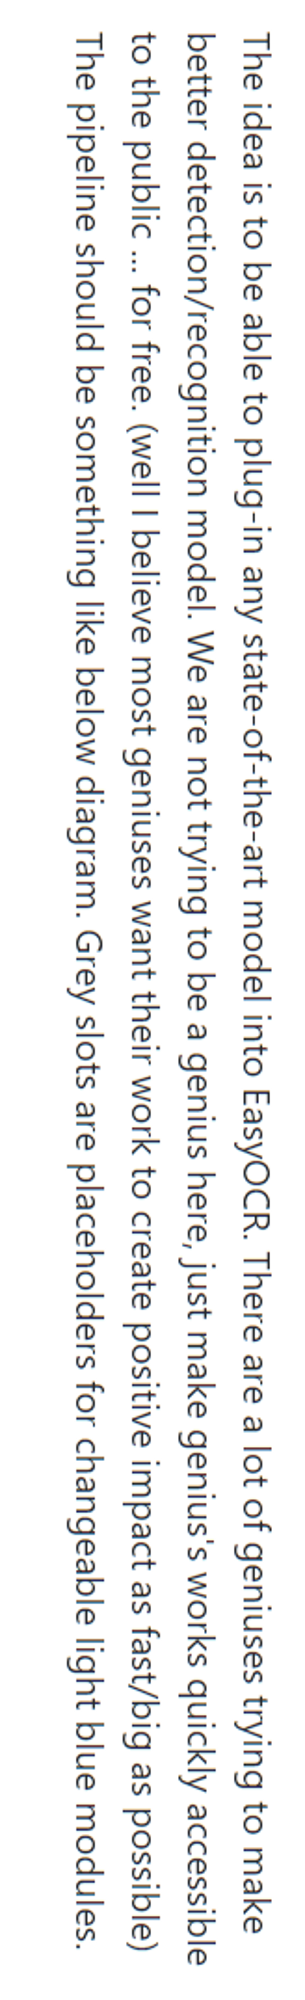 The idea is to be able to plug-in any state-of-the-art model into EasyOCR. There are a lot of geniuses trying to make
better detection/recognition model. We are not trying to be a genius here, just make genius's works quickly accessible
to the public ... for free. (well I believe most geniuses want their work to create positive impact as fast/big as possible)
The pipeline should be something like below diagram. Grey slots are placeholders for changeable light blue modules.